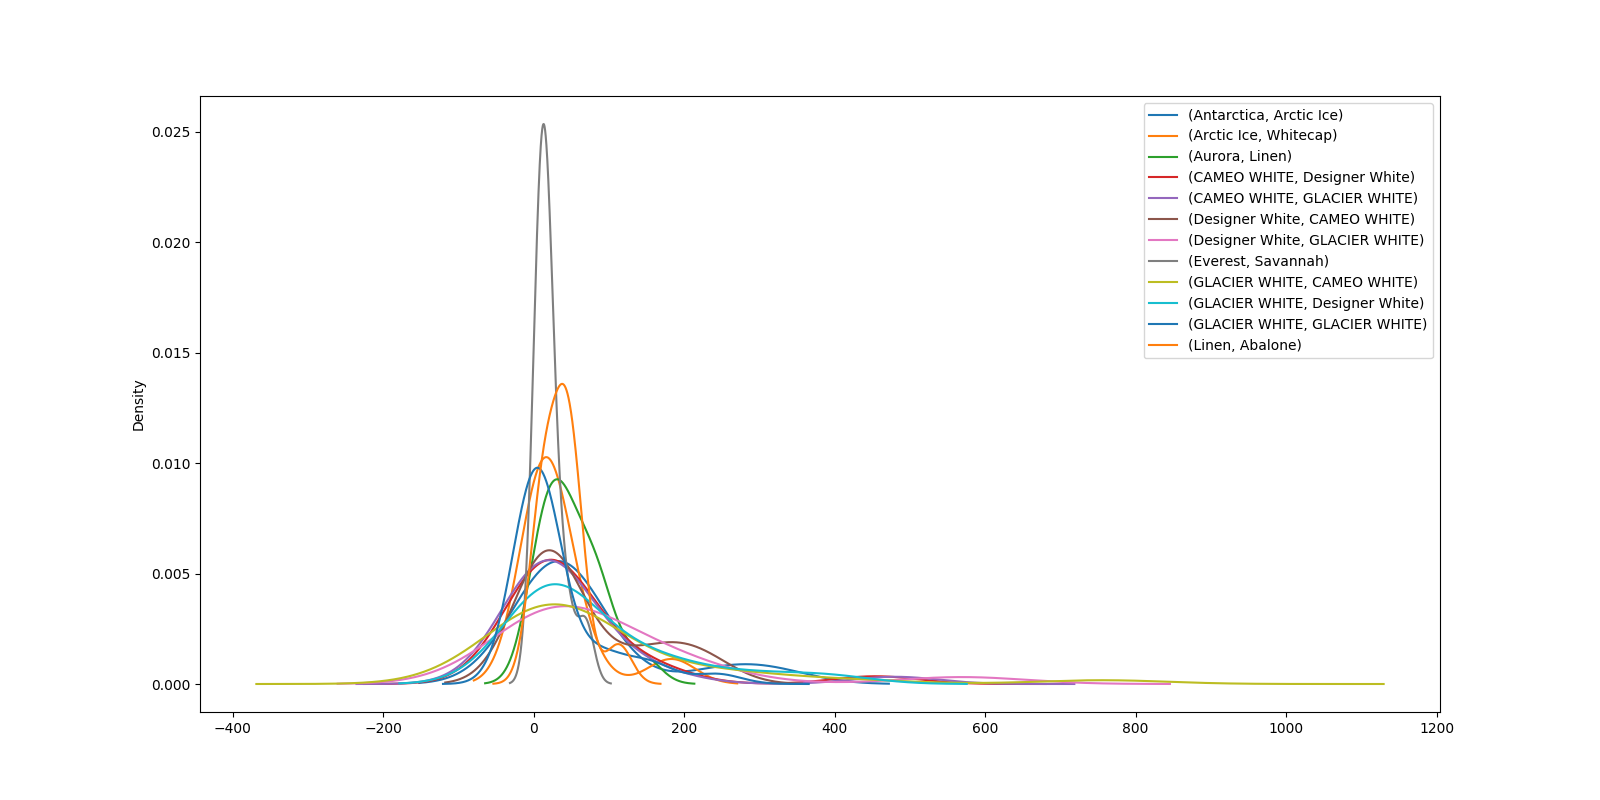 (Antarctica, Arctic Ice)
(Arctic Ice, Whitecap)
(Aurora, Linen)
(CAMEO WHITE, Designer White)
(CAMEO WHITE, GLACIER WHITE)
(Designer White, CAMEO WHITE)
(Designer White, GLACIER WHITE)
(Everest, Savannah)
(GLACIER WHITE, CAMEO WHITE)
(GLACIER WHITE, Designer White)
(GLACIER WHITE, GLACIER WHITE)
(Linen, Abalone)
0.025
0.020
0.015
0.010
0.005
0.000
Density
−400 −200 0 200 400 600 800 1000 1200